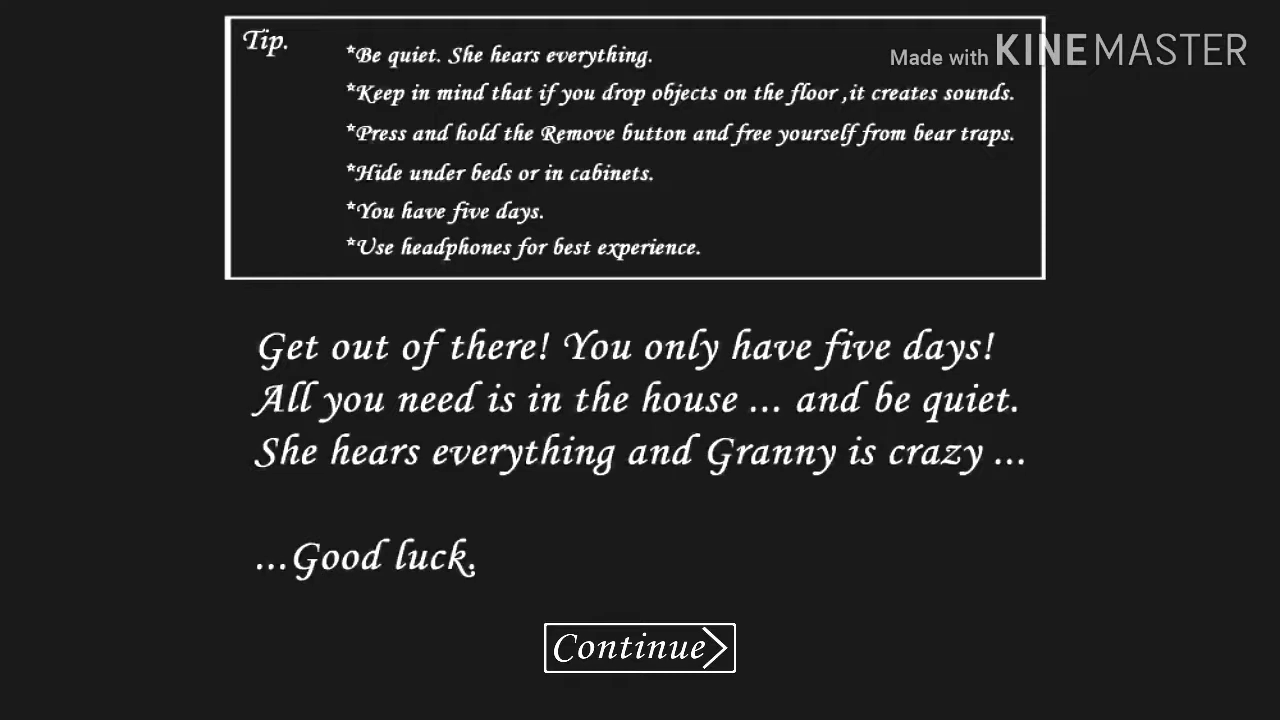 Tip.
*Be quiet. She hears everything.
Made with KINEMASTER
*Keep in mind that if you drop objects on the floor ,it creates sounds.
*Press and hold the Remove button and free yourself from bear traps.
*Hide under beds or in cabinets.
*You have five days.
*Use headphones for best experience.
Get out of there! You only have five days!
All you need is in the house ... and be quiet.
She hears everything and Granny is crazy ...
...Good luck.
Continue